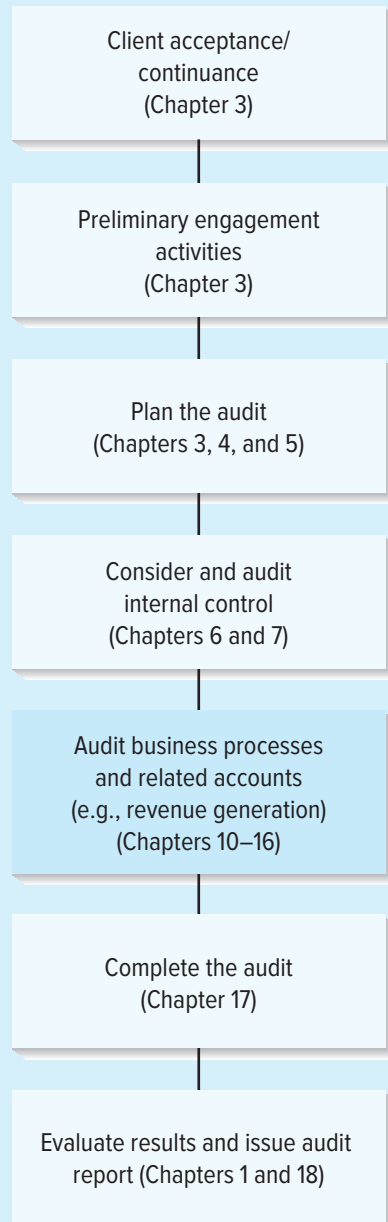 Client acceptance/
continuance
(Chapter 3)
Preliminary engagement
activities
(Chapter 3)
Plan the audit
(Chapters 3, 4, and 5)
Consider and audit
internal control
(Chapters 6 and 7)
Audit business processes
and related accounts
(e.g., revenue generation)
(Chapters 10–16)
Complete the audit
(Chapter 17)
Evaluate results and issue audit
report (Chapters 1 and 18)